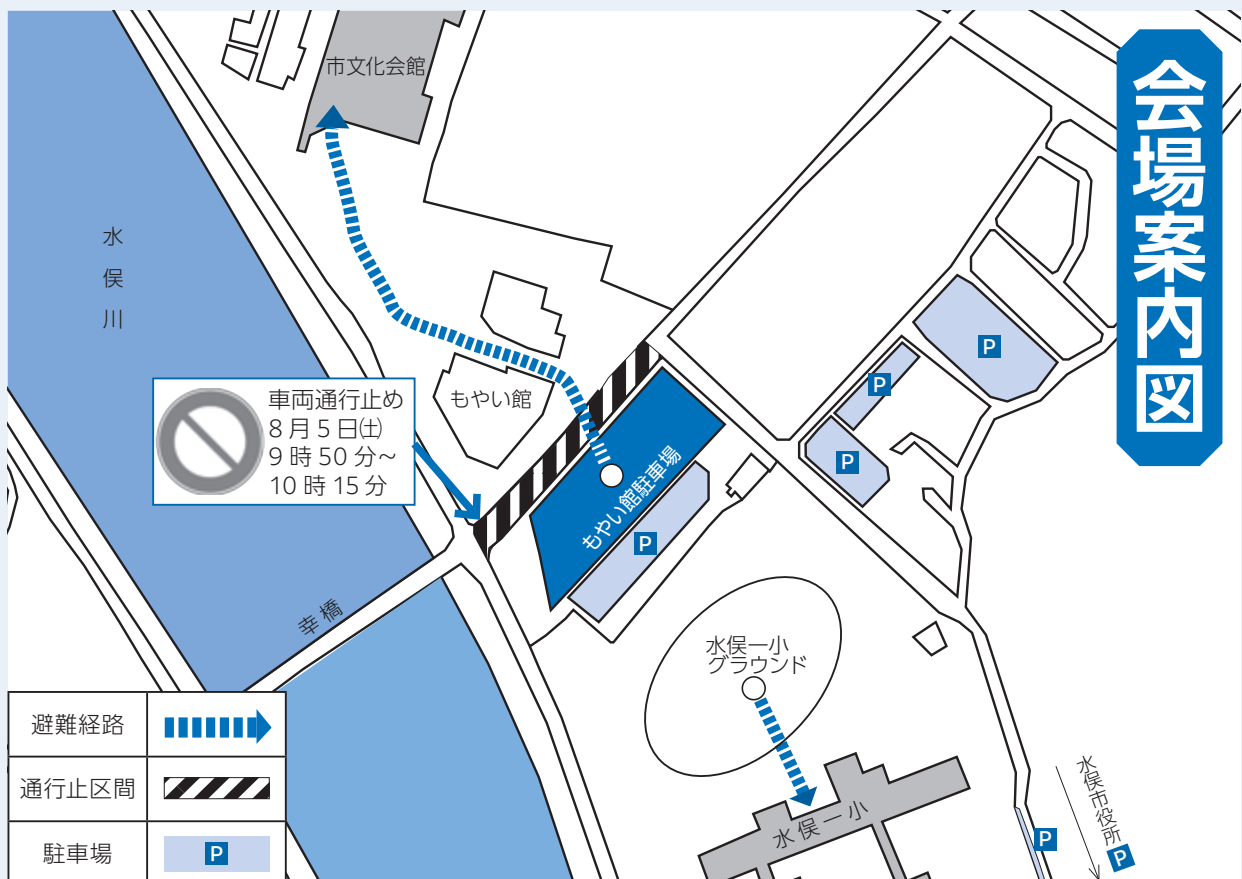 会場案内図
市文化会館
水俣川
もやい館
車両通行止め
8月5日㈯
9時50分~
10時15分
もやい館駐車場
P
P
P
P
幸橋
水俣一小
グラウンド
水俣一小
水俣市役所
P
P
避難経路
通行止区間
駐車場
P